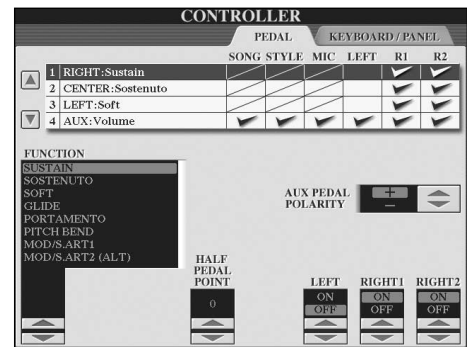 CONTROLLER
PEDAL KEYBOARD / PANEL
SONG STYLE MIC LEFT R1 R2
1 RIGHT:Sustain
2 CENTER:Sostenuto
3 LEFT:Soft
4 AUX:Volume
FUNCTION
SUSTAIN
SOSTENUTO
SOFT
GLIDE
PORTAMENTO
PITCH BEND
MOD/S.ART1
MOD/S.ART2 (ALT)
AUX PEDAL
POLARITY
+
−
HALF
PEDAL
POINT
0
LEFT RIGHT1 RIGHT2
ON ON ON
OFF OFF OFF